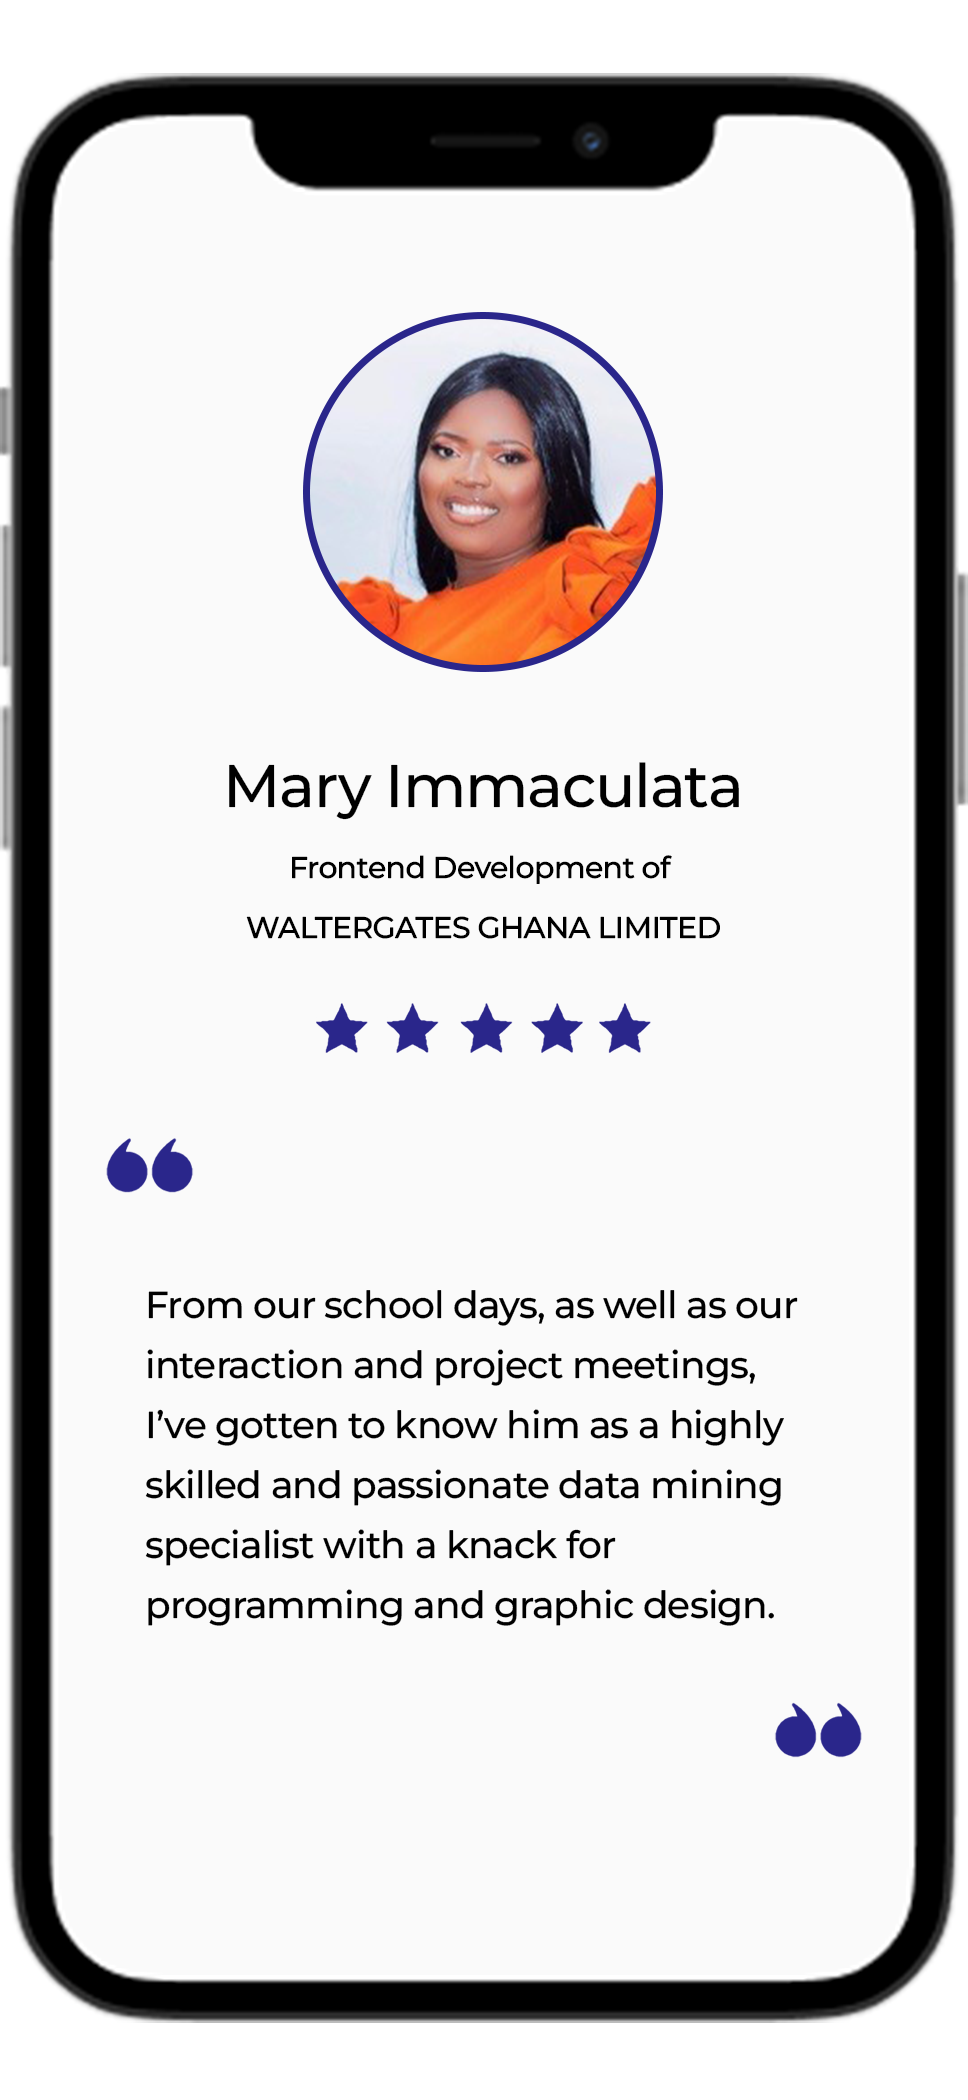 Mary Immaculata
Frontend Development of
WALTERGATES GHANA LIMITED
“
From our school days, as well as our
interaction and project meetings,
I’ve gotten to know him as a highly
skilled and passionate data mining
specialist with a knack for
programming and graphic design.
”